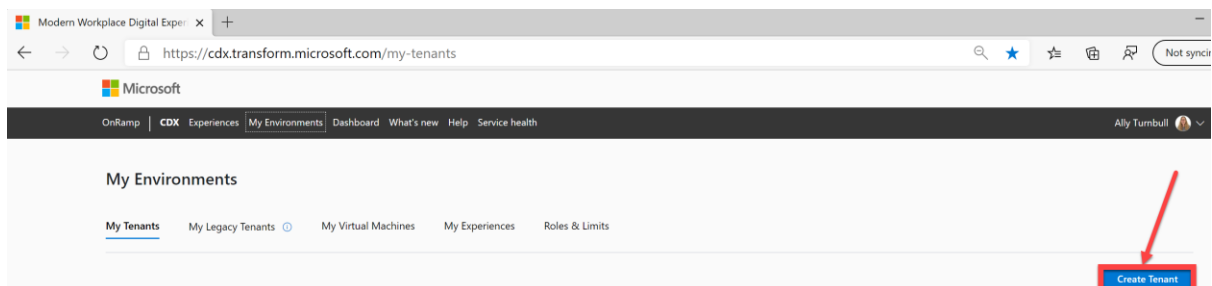 Modern Workplace Digital Experi
https://cdx.transform.microsoft.com/my-tenants
Not syncin
Microsoft
OnRamp | CDX Experiences My Environments Dashboard What's new Help Service health Ally Turnbull
My Environments
My Tenants My Legacy Tenants My Virtual Machines My Experiences Roles & Limits
Create Tenant